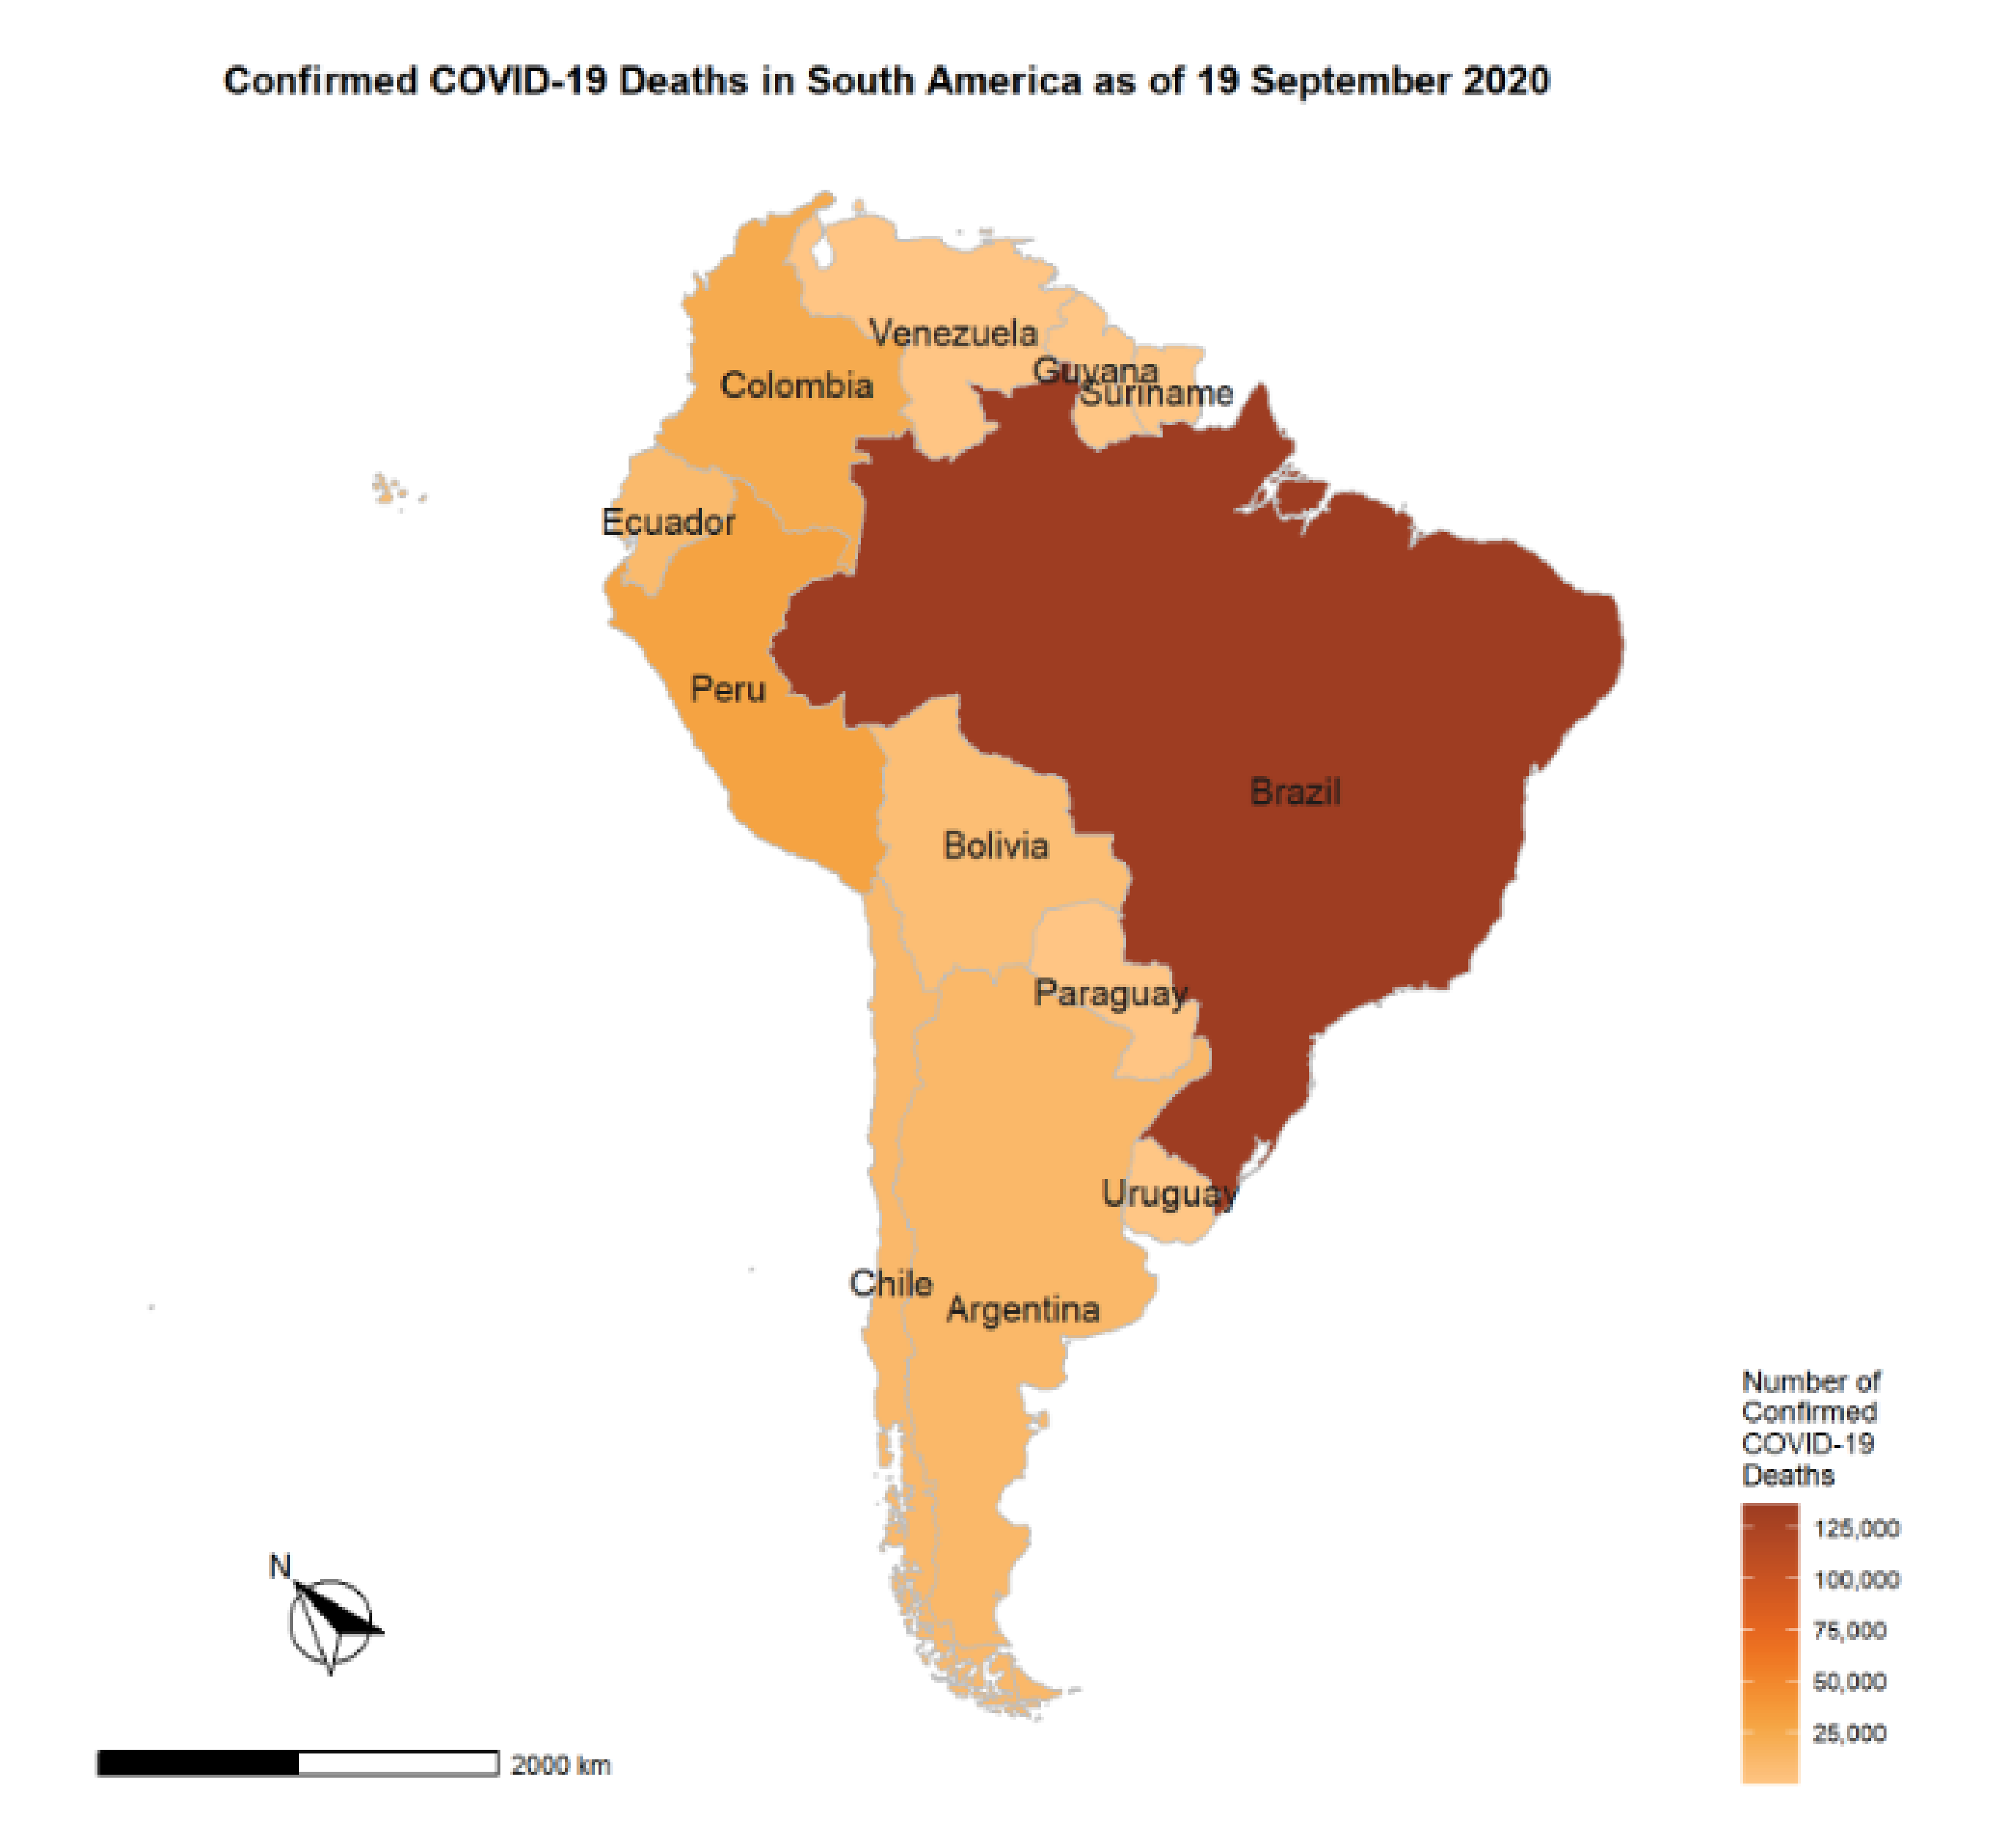 Confirmed COVID-19 Deaths in South America as of 19 September 2020
Venezuela
Guyana
Suriname
Colombia
Ecuador
Peru
Brazil
Bolivia
Paraguay
Uruguay
Chile
Argentina
Number of
Confirmed
COVID-19
Deaths
125,000
100,000
75,000
50,000
25,000
N
2000 km